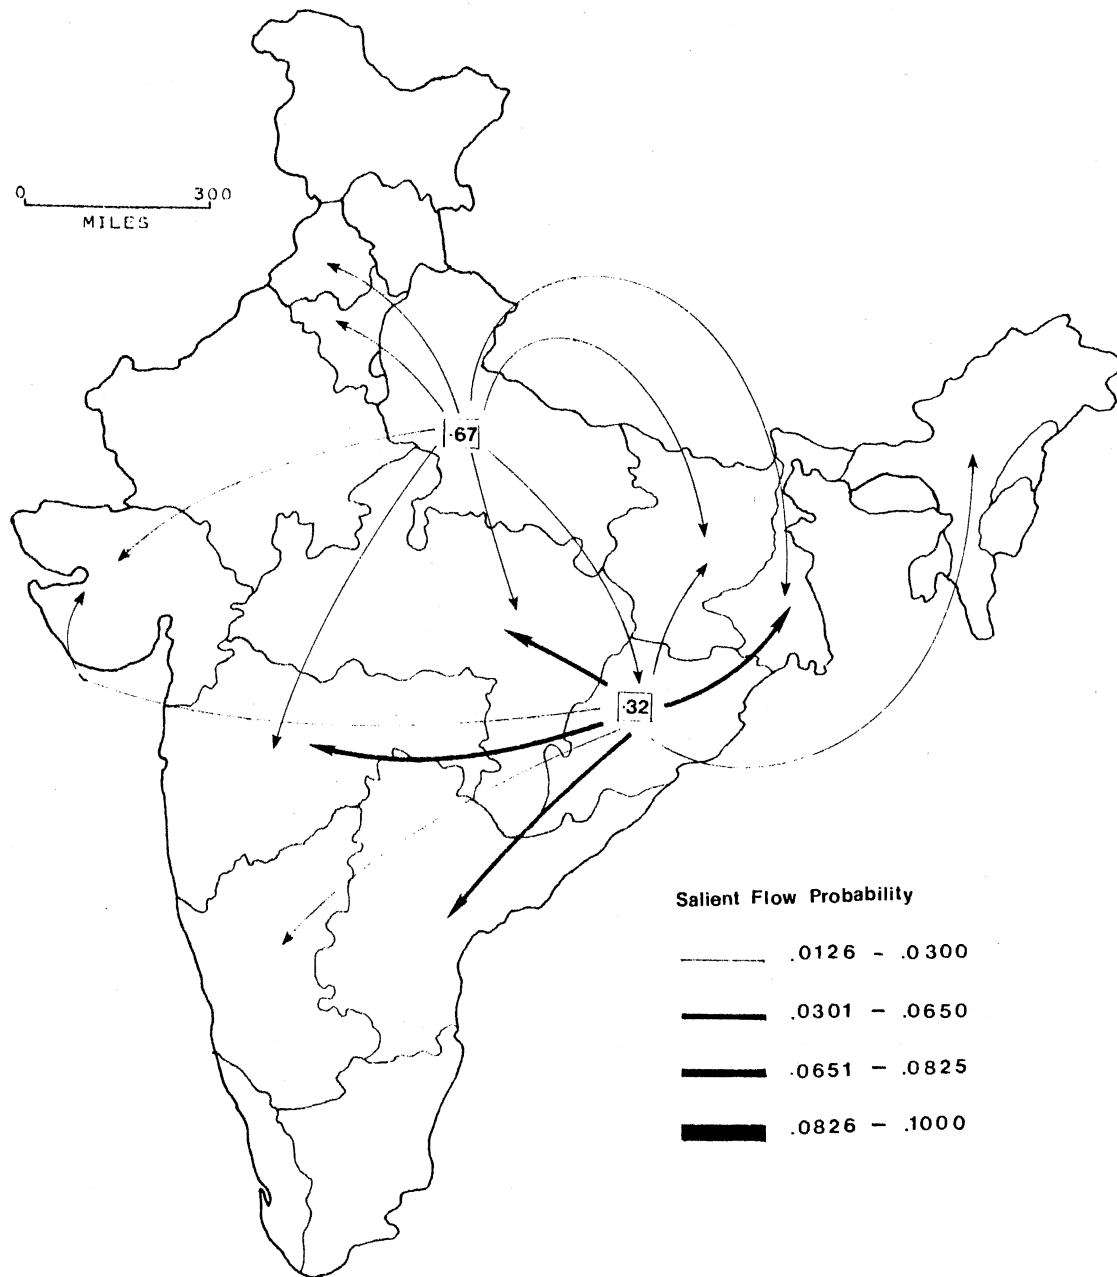 0 300
MILES
.67
.32
Salient Flow Probability
.0126 - .0300
.0301 - .0650
.0651 - .0825
.0826 - .1000